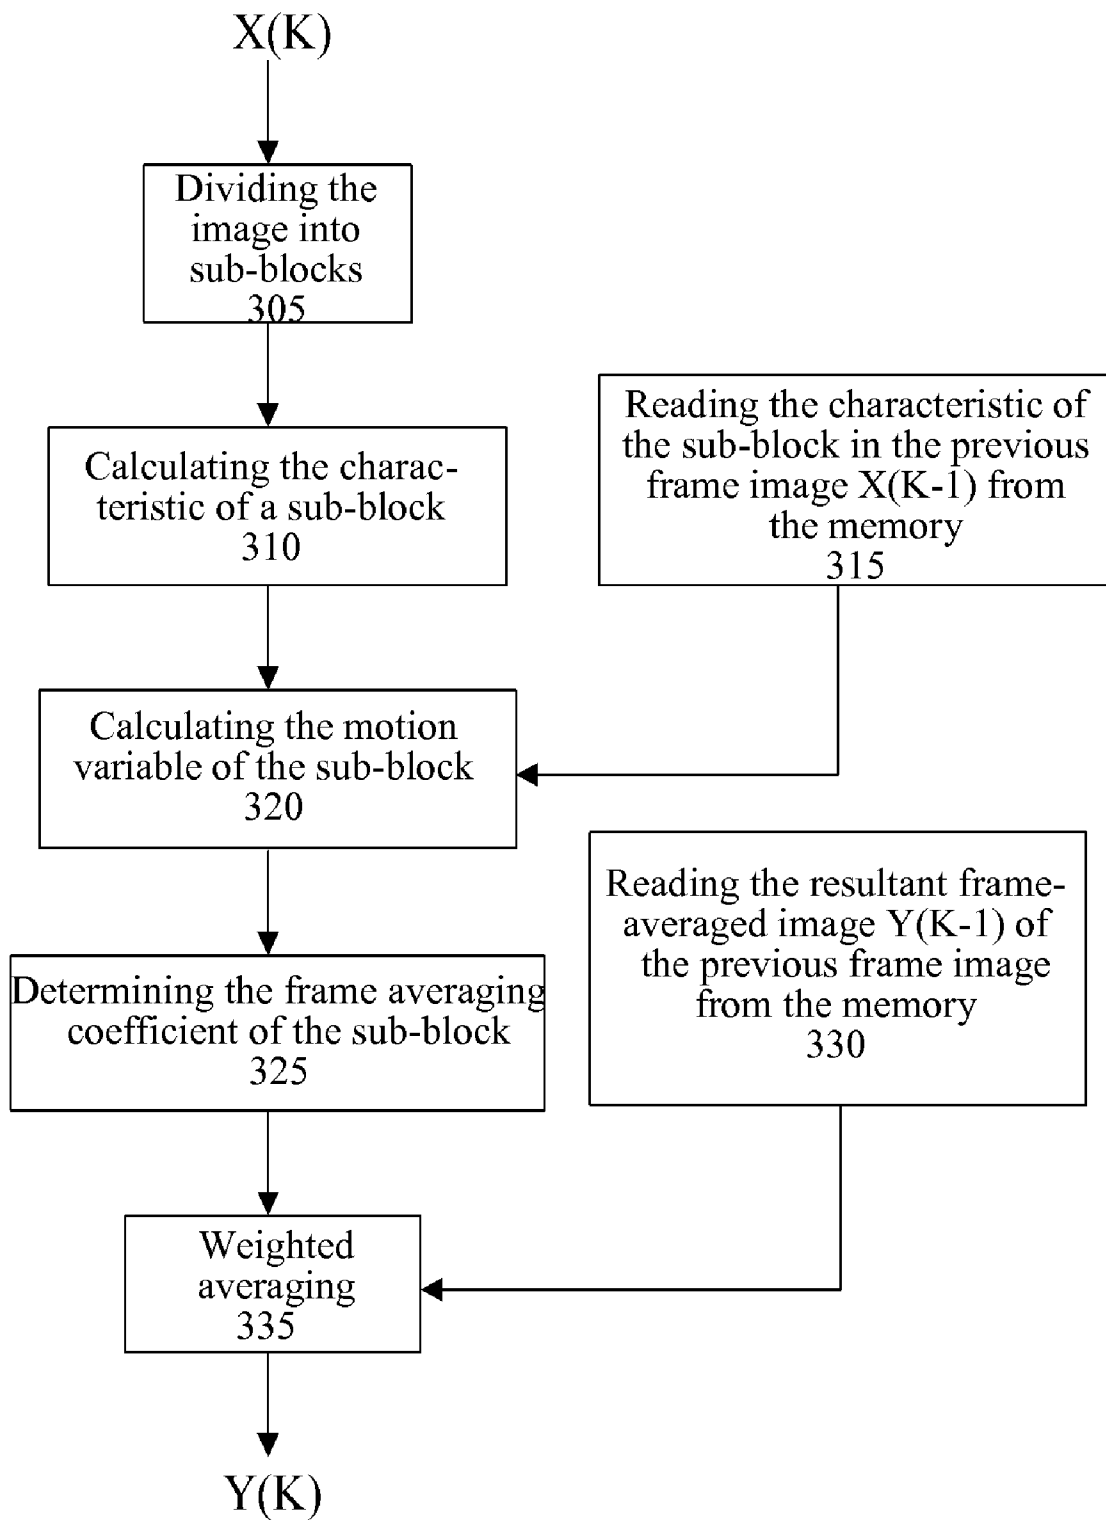 X(K)
Dividing the
image into
sub-blocks
305
Calculating the charac-
teristic of a sub-block
310
Reading the characteristic of
the sub-block in the previous
frame image X(K-1) from
the memory
315
Calculating the motion
variable of the sub-block
320
Reading the resultant frame-
averaged image Y(K-1) of
the previous frame image
from the memory
330
Determining the frame averaging
coefficient of the sub-block
325
Weighted
averaging
335
Y(K)